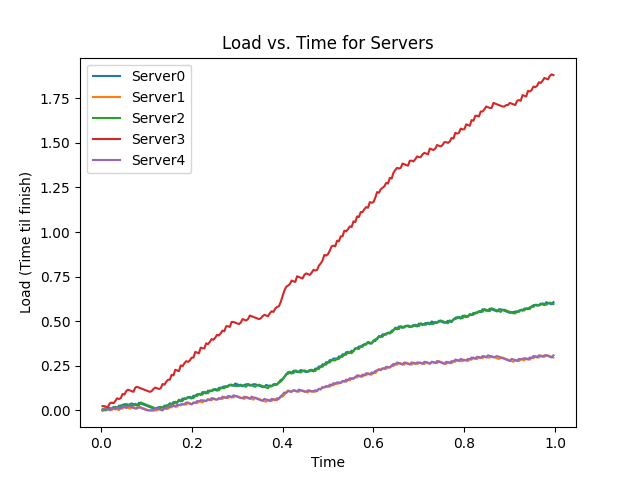 Load vs. Time for Servers
Server0
Server1
Server2
Server3
Server4
Load (Time til finish)
1.75
1.50
1.25
1.00
0.75
0.50
0.25
0.00
0.0 0.2 0.4 0.6 0.8 1.0
Time